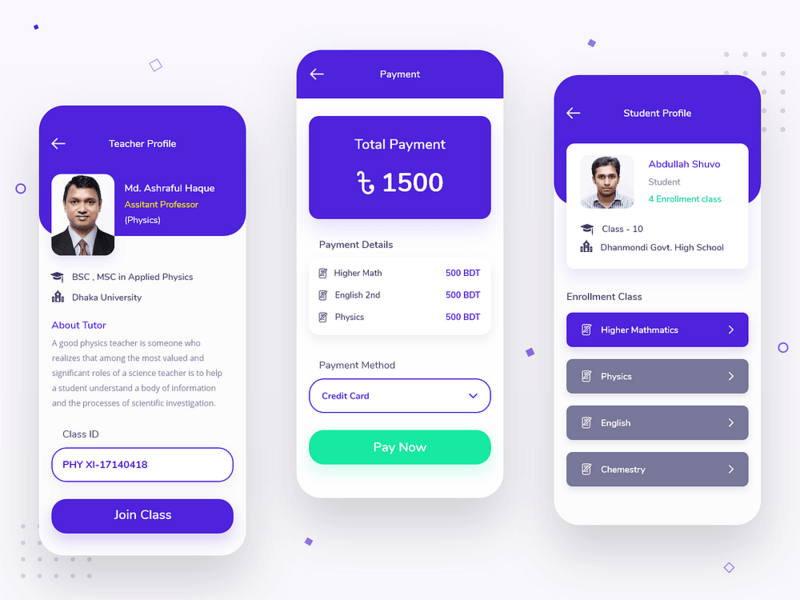 Teacher Profile
Md. Ashraful Haque
Assitant Professor
(Physics)
BSC , MSC in Applied Physics
Dhaka University
About Tutor
A good physics teacher is someone who
realizes that among the most valued and
significant roles of a science teacher is to help
a student understand a body of information
and the processes of scientific investigation.
Class ID
PHY XI-17140418
Join Class
Payment
Total Payment
৳ 1500
Payment Details
Higher Math 500 BDT
English 2nd 500 BDT
Physics 500 BDT
Payment Method
Credit Card
Pay Now
Student Profile
Abdullah Shuvo
Student
4 Enrollment class
Class - 10
Dhanmondi Govt. High School
Enrollment Class
Higher Mathmatics
Physics
English
Chemestry